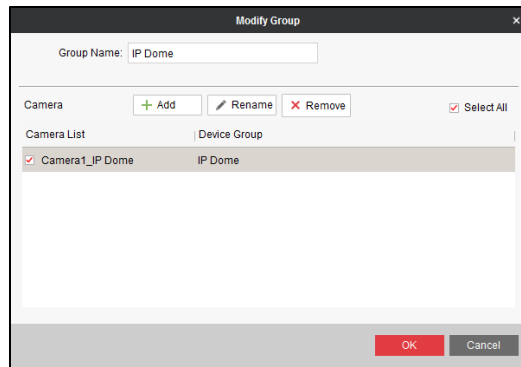 Modify Group
Group Name: IP Dome
Camera + Add Rename Remove Select All
Camera List Device Group
Camera1_IP Dome IP Dome
OK Cancel